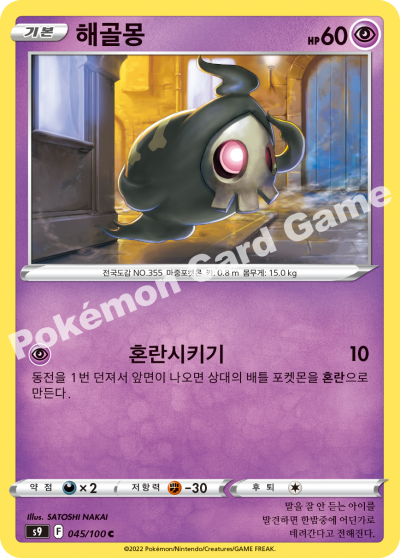 기본 해골몽 HP60
전국도감 NO.355 마중포켓몬 키: 0.8 m 몸무게: 15.0 kg
Pokémon Card Game
혼란시키기 10
동전을 1번 던져서 앞면이 나오면 상대의 배틀 포켓몬을 혼란으로
만든다.
약점 ×2 저항력 -30 후퇴
Illus. SATOSHI NAKAI
s9 F 045/100 C
말을 잘 안 듣는 아이를
발견하면 한밤중에 어딘가로
데려간다고 전해진다.
©2022 Pokémon/Nintendo/Creatures/GAME FREAK.